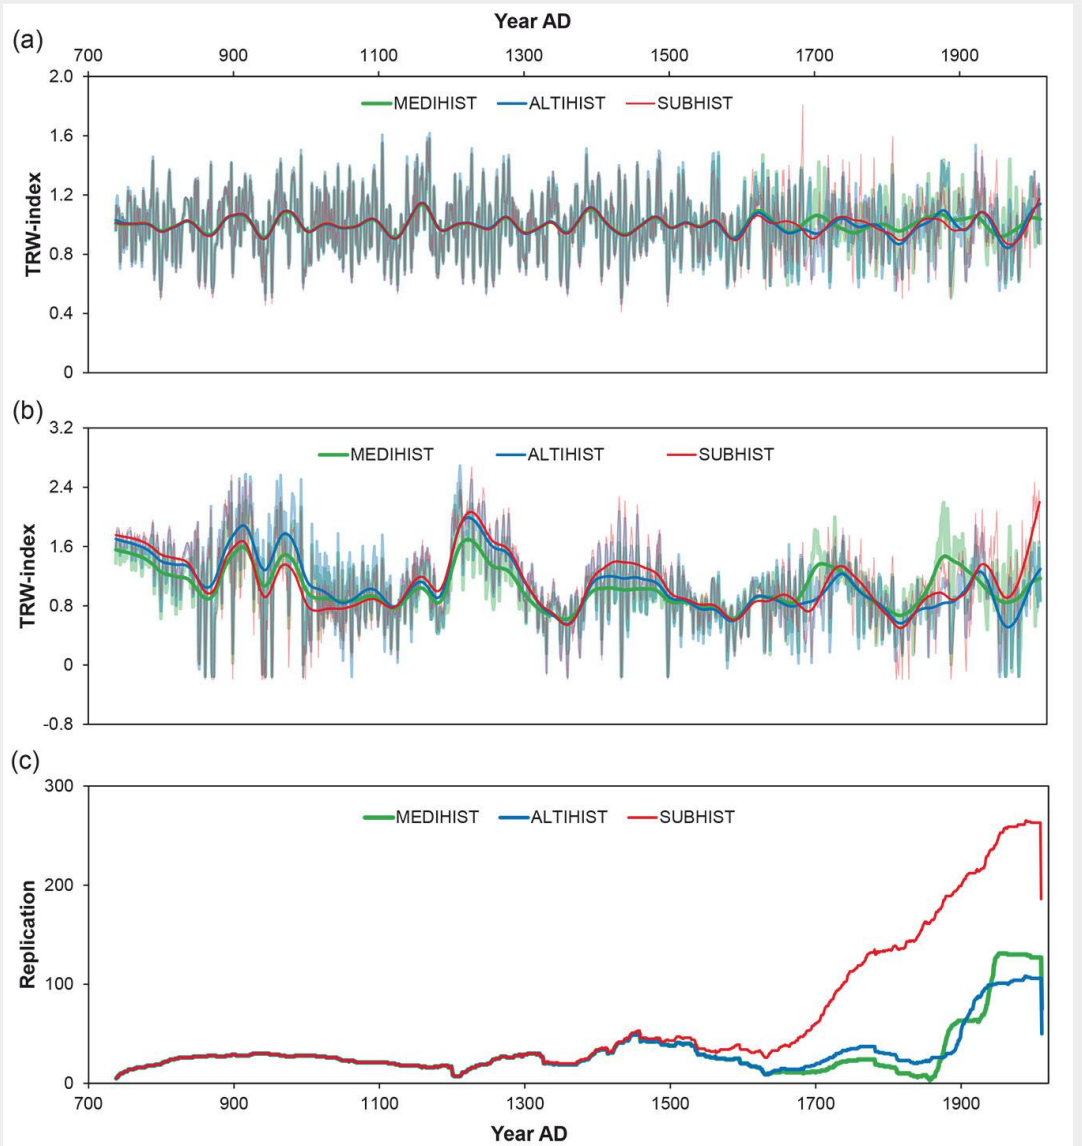 Year AD
(a)
700 900 1100 1300 1500 1700 1900
2.0
MEDIHIST ALTIHIST SUBHIST
1.6
1.2
TRW-index
0.8
0.4
0
(b)
3.2
MEDIHIST ALTIHIST SUBHIST
2.4
1.6
TRW-index
0.8
0
-0.8
(c)
300
MEDIHIST ALTIHIST SUBHIST
200
Replication
100
0
700 900 1100 1300 1500 1700 1900
Year AD